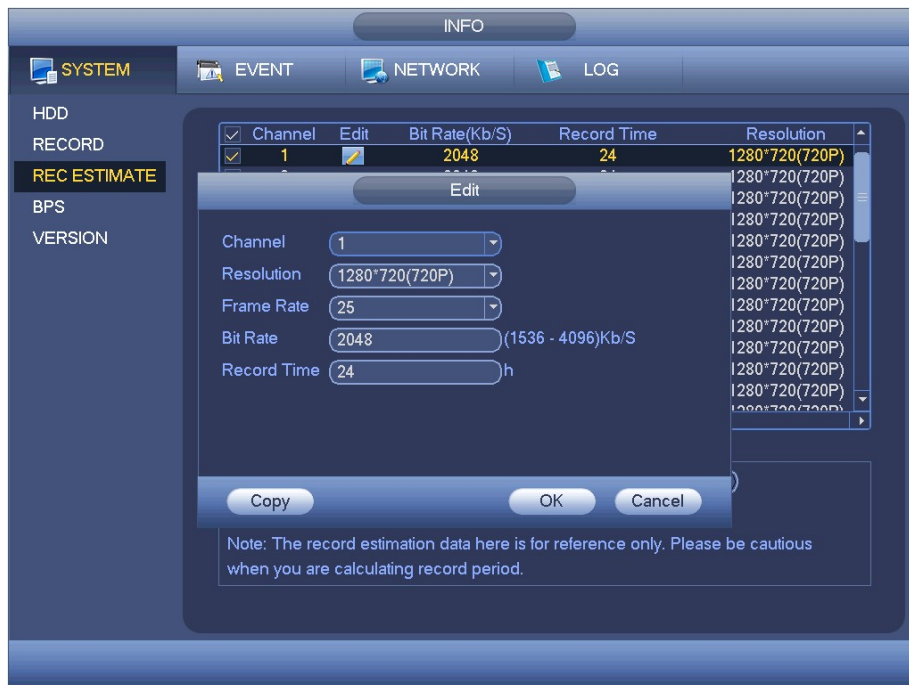 INFO
SYSTEM EVENT NETWORK LOG
HDD
RECORD
REC ESTIMATE
BPS
VERSION
Channel Edit Bit Rate(Kb/S) Record Time Resolution
1 2048 24 1280*720(720P)
1280*720(720P)
1280*720(720P)
1280*720(720P)
1280*720(720P)
1280*720(720P)
1280*720(720P)
1280*720(720P)
1280*720(720P)
1280*720(720P)
1280*720(720P)
1280*720(720P)
1280*720(720P)
Edit
Channel 1
Resolution 1280*720(720P)
Frame Rate 25
Bit Rate 2048 (1536 - 4096)Kb/S
Record Time 24 h
Copy OK Cancel
Note: The record estimation data here is for reference only. Please be cautious
when you are calculating record period.